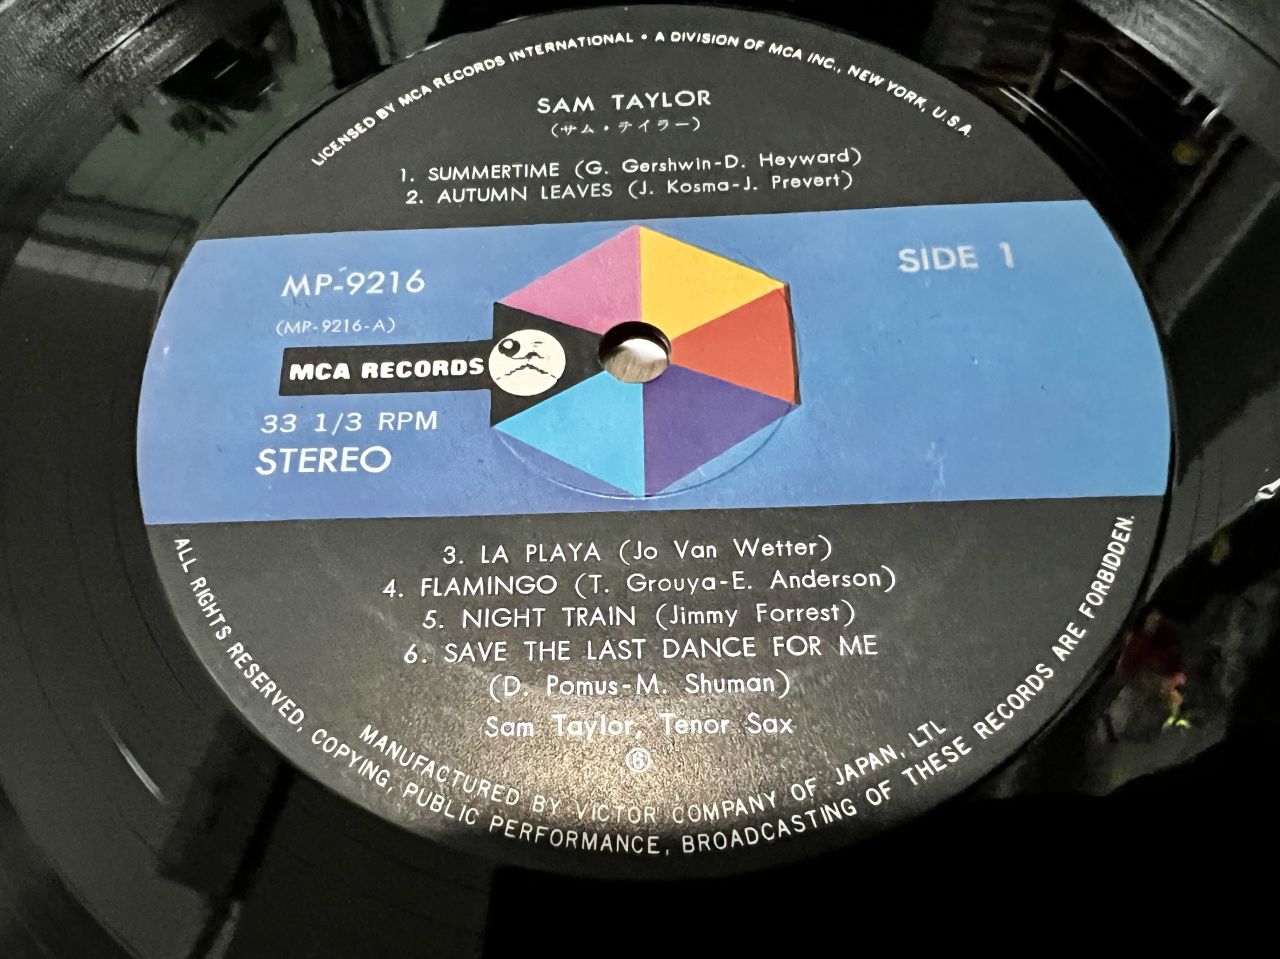 LICENSED BY MCA RECORDS INTERNATIONAL • A DIVISION OF MCA INC., NEW YORK, U.S.A.
SAM TAYLOR
(サム・テイラー)
1. SUMMERTIME (G. Gershwin-D. Heyward)
2. AUTUMN LEAVES (J. Kosma-J. Prevert)
MP-9216
SIDE 1
(MP-9216-A)
MCA RECORDS
33 1/3 RPM
STEREO
3. LA PLAYA (Jo Van Wetter)
4. FLAMINGO (T. Grouya-E. Anderson)
5. NIGHT TRAIN (Jimmy Forrest)
6. SAVE THE LAST DANCE FOR ME
(D. Pomus-M. Shuman)
Sam Taylor, Tenor Sax
Ⓖ
MANUFACTURED BY VICTOR COMPANY OF JAPAN, LTD.
ALL RIGHTS RESERVED, COPYING, PUBLIC PERFORMANCE, BROADCASTING OF THESE RECORDS ARE FORBIDDEN.